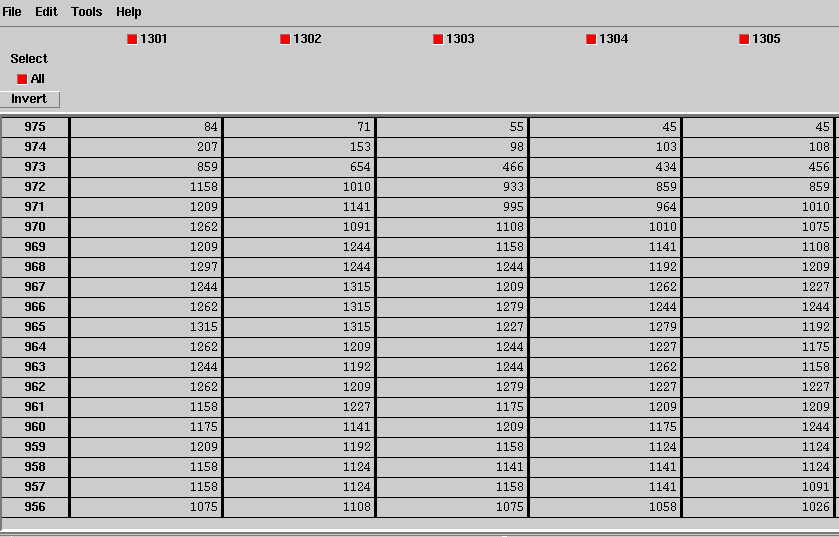 File Edit Tools Help
1301 1302 1303 1304 1305
Select
All
Invert
975 84 71 55 45 45
974 207 153 98 103 108
973 859 654 466 434 456
972 1158 1010 933 859 859
971 1209 1141 995 964 1010
970 1262 1091 1108 1010 1075
969 1209 1244 1158 1141 1108
968 1297 1244 1244 1192 1209
967 1244 1315 1209 1262 1227
966 1262 1315 1279 1244 1244
965 1315 1315 1227 1279 1192
964 1262 1209 1244 1227 1175
963 1244 1192 1244 1262 1158
962 1262 1209 1279 1227 1227
961 1158 1227 1175 1209 1209
960 1175 1141 1209 1175 1244
959 1209 1192 1158 1124 1124
958 1158 1124 1141 1141 1124
957 1158 1124 1158 1141 1091
956 1075 1108 1075 1058 1026